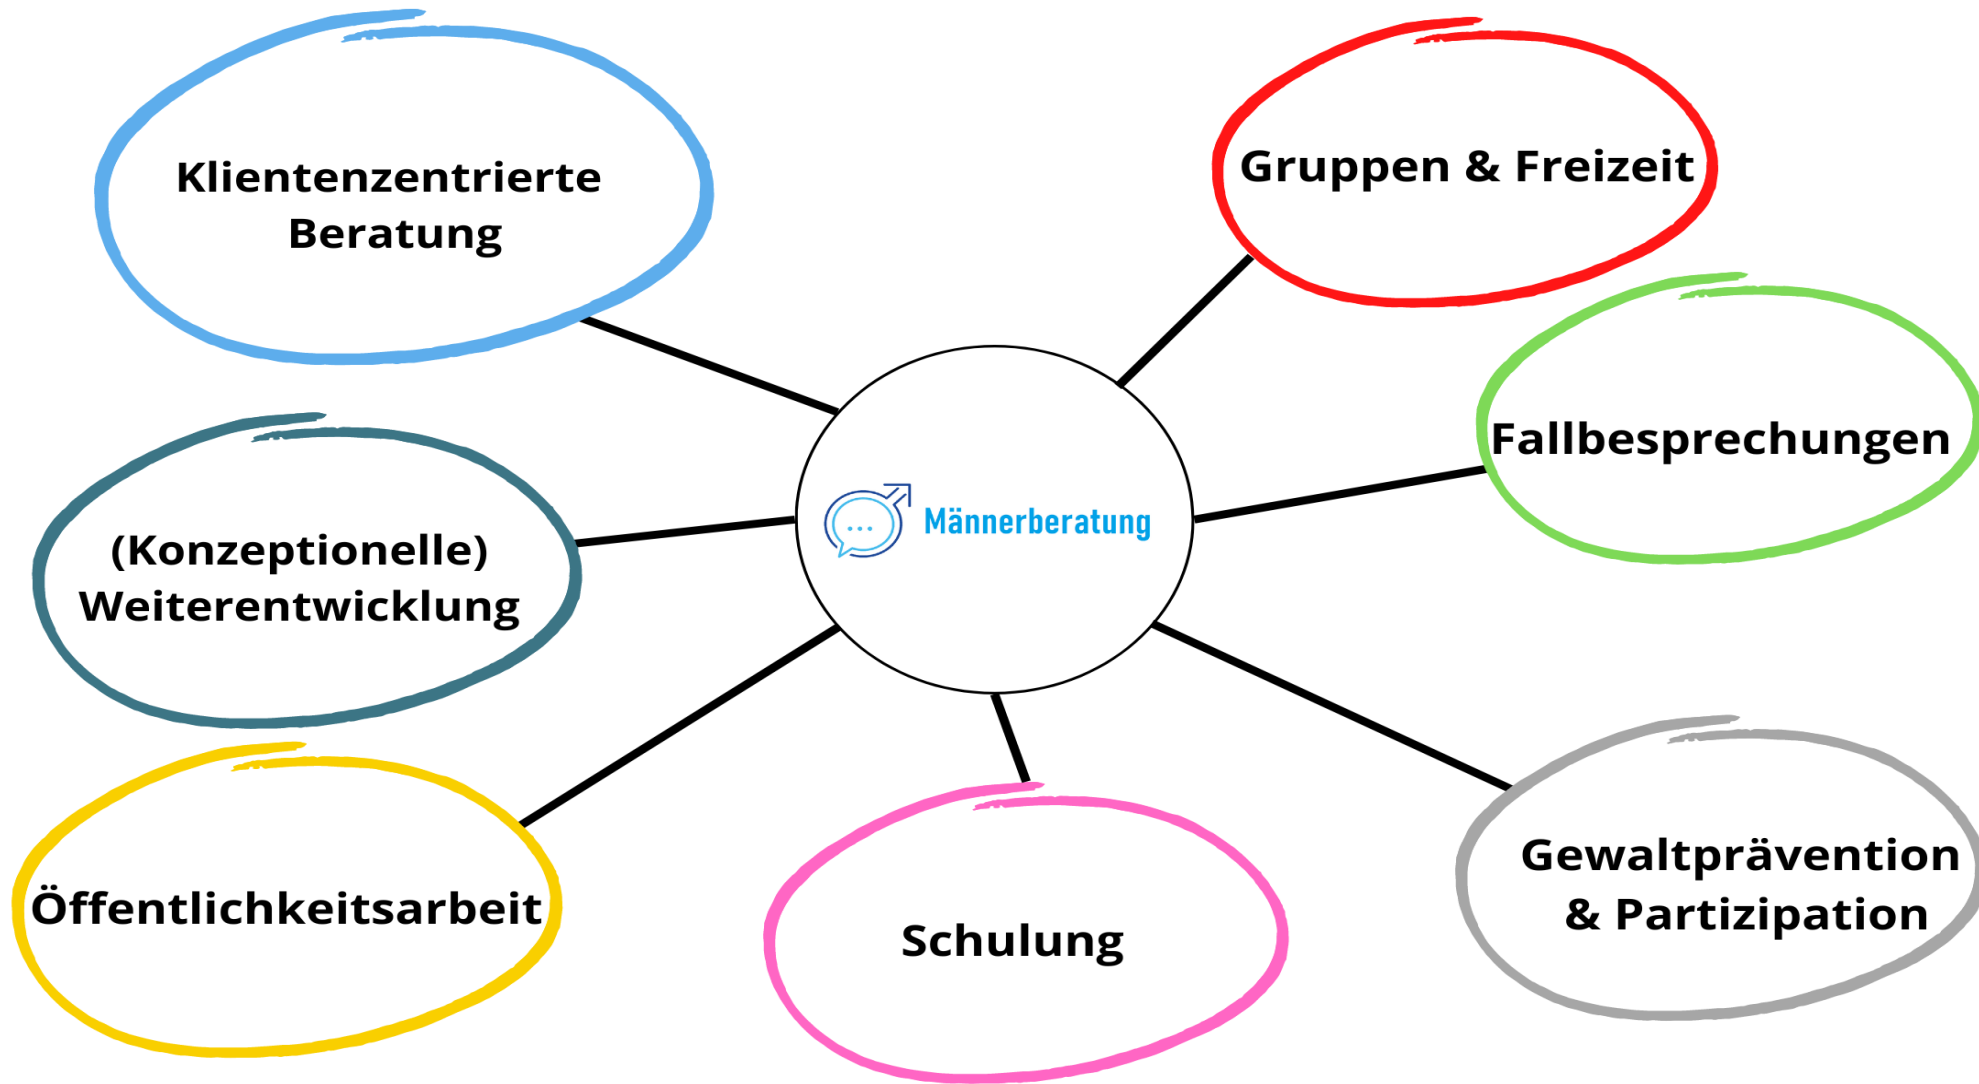 Klientenzentrierte
Beratung
Gruppen & Freizeit
Fallbesprechungen
(Konzeptionelle)
Weiterentwicklung
Männerberatung
Öffentlichkeitsarbeit
Schulung
Gewaltprävention
& Partizipation